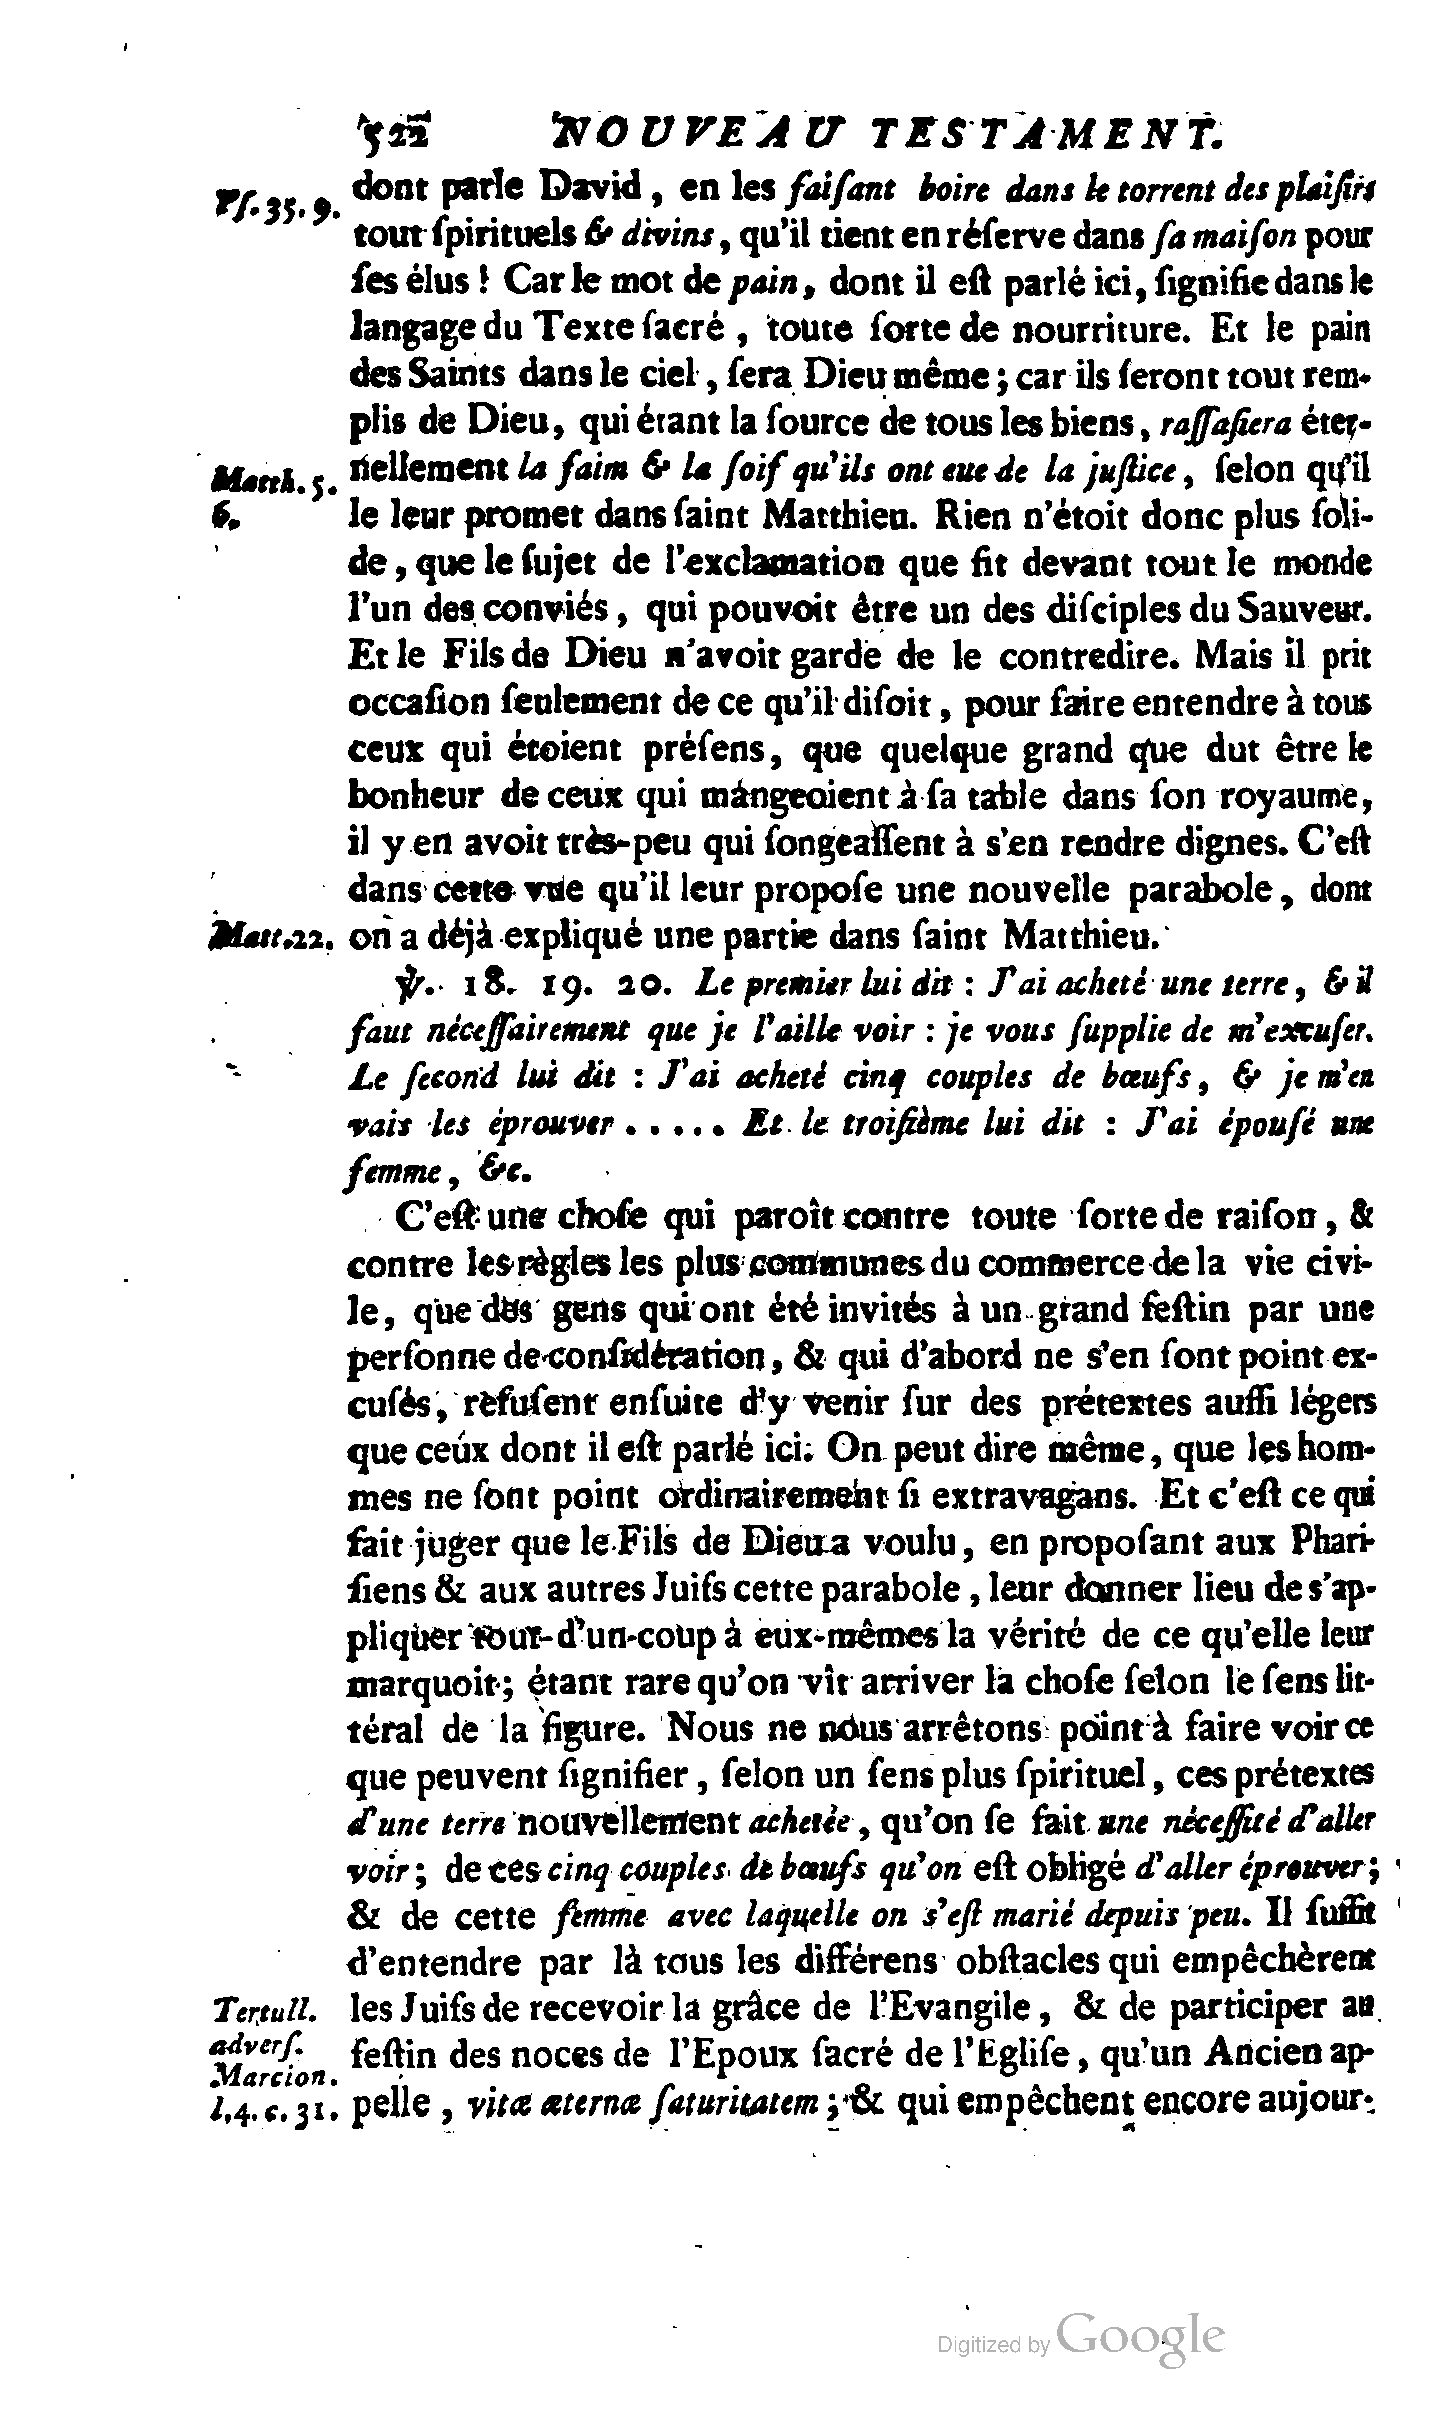 522 NOUVEAU TESTAMENT.
Pſ. 35. 9.
dont parle David, en les faiſant boire dans le torrent des plaiſirs
tout ſpirituels & divins, qu'il tient en réſerve dans ſa maiſon pour
ſes élus ! Car le mot de pain, dont il eſt parlé ici, ſignifie dans le
langage du Texte ſacré, toute ſorte de nourriture. Et le pain
des Saints dans le ciel, ſera Dieu même ; car ils ſeront tout rem-
plis de Dieu, qui étant la ſource de tous les biens, raſſaſiera éter-
Matth. 5.
nellement la faim & la ſoif qu'ils ont eue de la juſtice, ſelon qu'il
6.
le leur promet dans ſaint Matthieu. Rien n'étoit donc plus ſoli-
de, que le ſujet de l'exclamation que fit devant tout le monde
l'un des conviés, qui pouvoit être un des diſciples du Sauveur.
Et le Fils de Dieu n'avoit garde de le contredire. Mais il prit
occaſion ſeulement de ce qu'il diſoit, pour faire entendre à tous
ceux qui étoient préſens, que quelque grand que dut être le
bonheur de ceux qui mangeoient à ſa table dans ſon royaume,
il y en avoit très-peu qui ſongeaſſent à s'en rendre dignes. C'eſt
dans cette vue qu'il leur propoſe une nouvelle parabole, dont
Matt. 22.
on a déjà expliqué une partie dans ſaint Matthieu.
℣. 18. 19. 20. Le premier lui dit : J'ai acheté une terre, & il
faut néceſſairement que je l'aille voir : je vous ſupplie de m'excuſer.
Le ſecond lui dit : J'ai acheté cinq couples de bœufs, & je m'en
vais les éprouver . . . . . Et le troiſième lui dit : J'ai épouſé une
femme, &c.
C'eſt une choſe qui paroît contre toute ſorte de raiſon, &
contre les règles les plus communes du commerce de la vie civi-
le, que des gens qui ont été invités à un grand feſtin par une
perſonne de conſidération, & qui d'abord ne s'en ſont point ex-
cuſés, refuſent enſuite d'y venir ſur des prétextes auſſi légers
que ceux dont il eſt parlé ici. On peut dire même, que les hom-
mes ne ſont point ordinairement ſi extravagans. Et c'eſt ce qui
fait juger que le Fils de Dieu a voulu, en propoſant aux Phari-
ſiens & aux autres Juifs cette parabole, leur donner lieu de s'ap-
pliquer tout-d'un-coup à eux-mêmes la vérité de ce qu'elle leur
marquoit ; étant rare qu'on vît arriver la choſe ſelon le ſens lit-
téral de la figure. Nous ne nous arrêtons point à faire voir ce
que peuvent ſignifier, ſelon un ſens plus ſpirituel, ces prétextes
d'une terre nouvellement achetée, qu'on ſe fait une néceſſité d'aller
voir ; de ces cinq couples de bœufs qu'on eſt obligé d'aller éprouver ;
& de cette femme avec laquelle on s'eſt marié depuis peu. Il ſuffit
d'entendre par là tous les différens obſtacles qui empêchèrent
Tertull.
les Juifs de recevoir la grâce de l'Evangile, & de participer au
adverſ.
feſtin des noces de l'Epoux ſacré de l'Egliſe, qu'un Ancien ap-
Marcion.
l. 4. c. 31.
pelle, vitæ æternæ ſaturitatem ; & qui empêchent encore aujour-
Digitized by Google